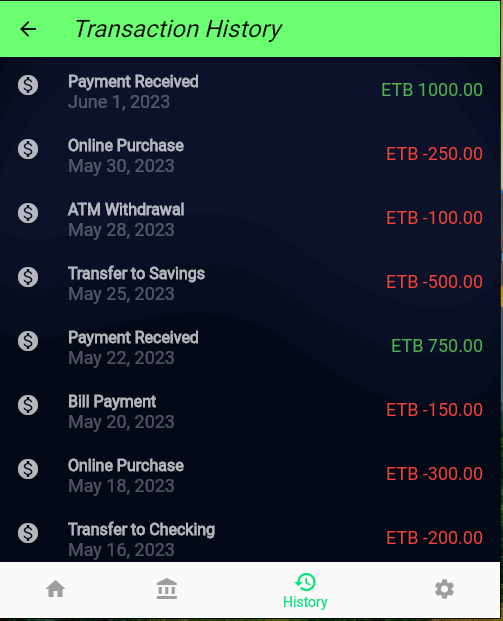 Transaction History
Payment Received
June 1, 2023
ETB 1000.00
Online Purchase
May 30, 2023
ETB -250.00
ATM Withdrawal
May 28, 2023
ETB -100.00
Transfer to Savings
May 25, 2023
ETB -500.00
Payment Received
May 22, 2023
ETB 750.00
Bill Payment
May 20, 2023
ETB -150.00
Online Purchase
May 18, 2023
ETB -300.00
Transfer to Checking
May 16, 2023
ETB -200.00
History